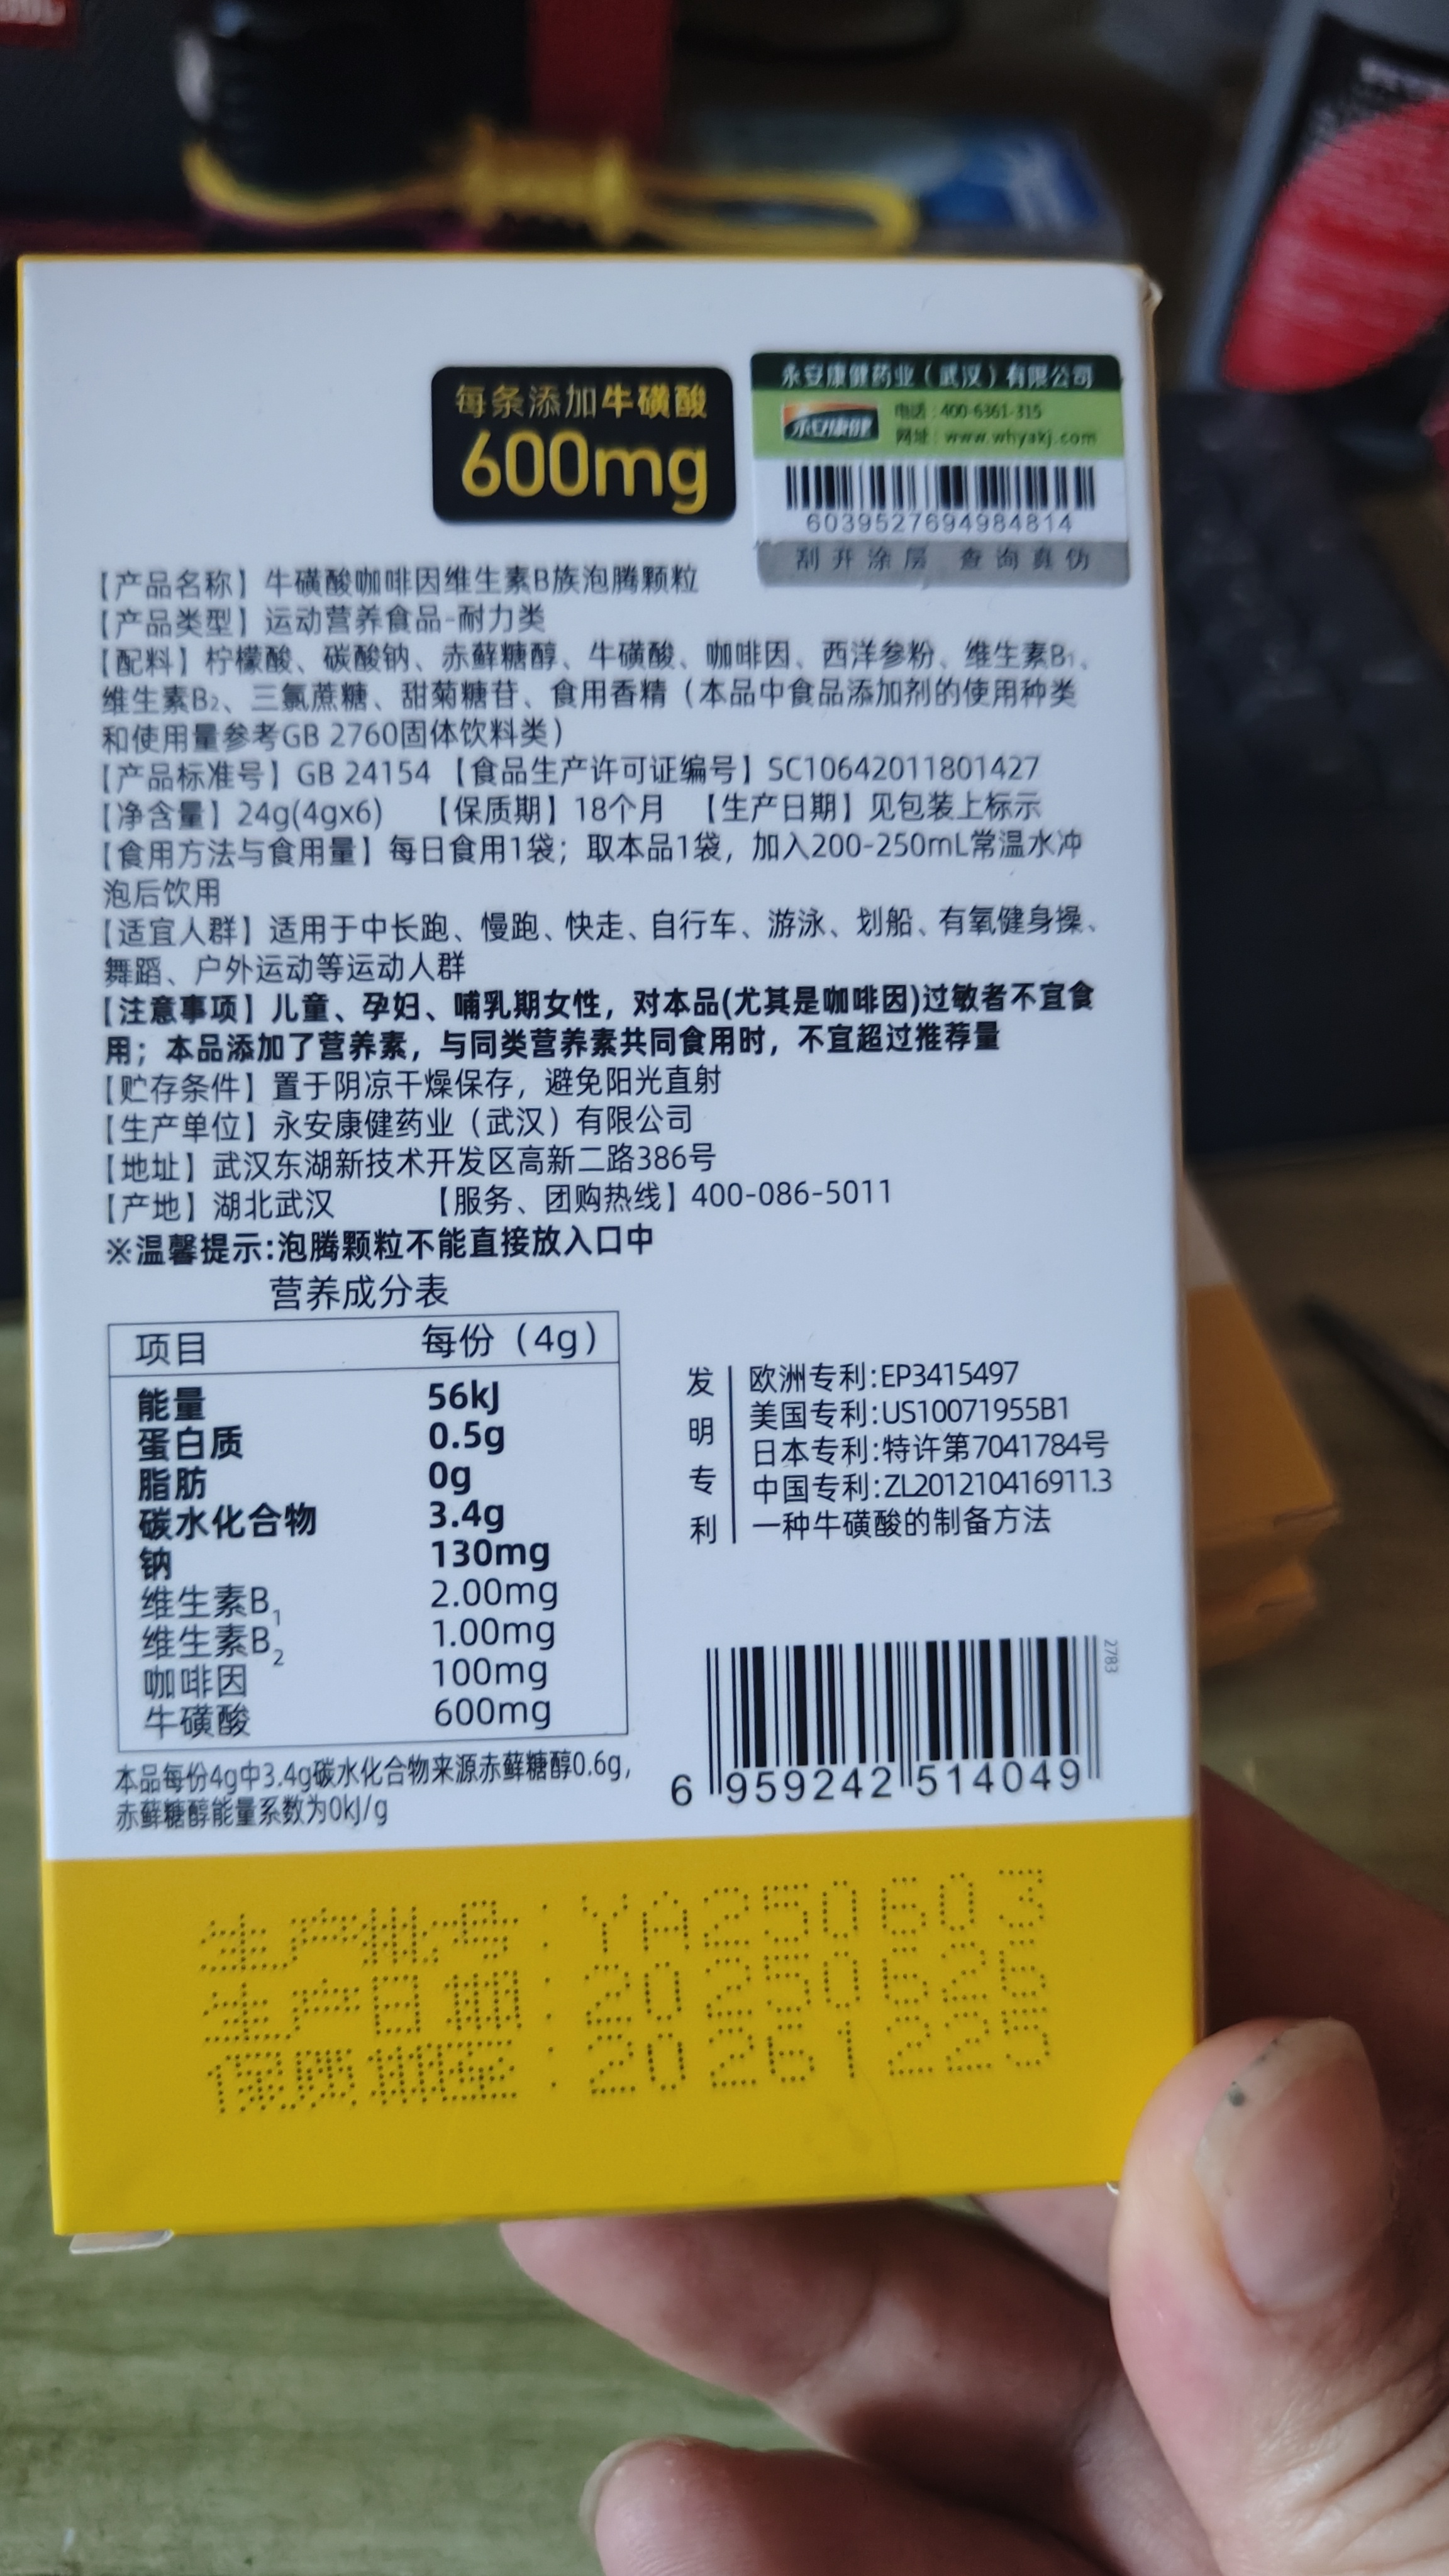 每条添加牛磺酸
600mg
永安康健药业（武汉）有限公司
永安康健
电话：400-6361-315
网址：www.whyakj.com
6039527694984814
刮开涂层 查询真伪
【产品名称】牛磺酸咖啡因维生素B族泡腾颗粒
【产品类型】运动营养食品-耐力类
【配料】柠檬酸、碳酸钠、赤藓糖醇、牛磺酸、咖啡因、西洋参粉、维生素B₁、
维生素B₂、三氯蔗糖、甜菊糖苷、食用香精（本品中食品添加剂的使用种类
和使用量参考GB 2760固体饮料类）
【产品标准号】GB 24154 【食品生产许可证编号】SC10642011801427
【净含量】24g(4gx6) 【保质期】18个月 【生产日期】见包装上标示
【食用方法与食用量】每日食用1袋；取本品1袋，加入200-250mL常温水冲
泡后饮用
【适宜人群】适用于中长跑、慢跑、快走、自行车、游泳、划船、有氧健身操、
舞蹈、户外运动等运动人群
【注意事项】儿童、孕妇、哺乳期女性，对本品(尤其是咖啡因)过敏者不宜食
用；本品添加了营养素，与同类营养素共同食用时，不宜超过推荐量
【贮存条件】置于阴凉干燥保存，避免阳光直射
【生产单位】永安康健药业（武汉）有限公司
【地址】武汉东湖新技术开发区高新二路386号
【产地】湖北武汉 【服务、团购热线】400-086-5011
※温馨提示:泡腾颗粒不能直接放入口中
营养成分表
项目 每份（4g）
能量 56kJ
蛋白质 0.5g
脂肪 0g
碳水化合物 3.4g
钠 130mg
维生素B₁ 2.00mg
维生素B₂ 1.00mg
咖啡因 100mg
牛磺酸 600mg
本品每份4g中3.4g碳水化合物来源赤藓糖醇0.6g,
赤藓糖醇能量系数为0kJ/g
发明专利
欧洲专利:EP3415497
美国专利:US10071955B1
日本专利:特许第7041784号
中国专利:ZL201210416911.3
一种牛磺酸的制备方法
2783
6 959242 514049
生产批号:YA250603
生产日期:20250626
保质期至:20261225